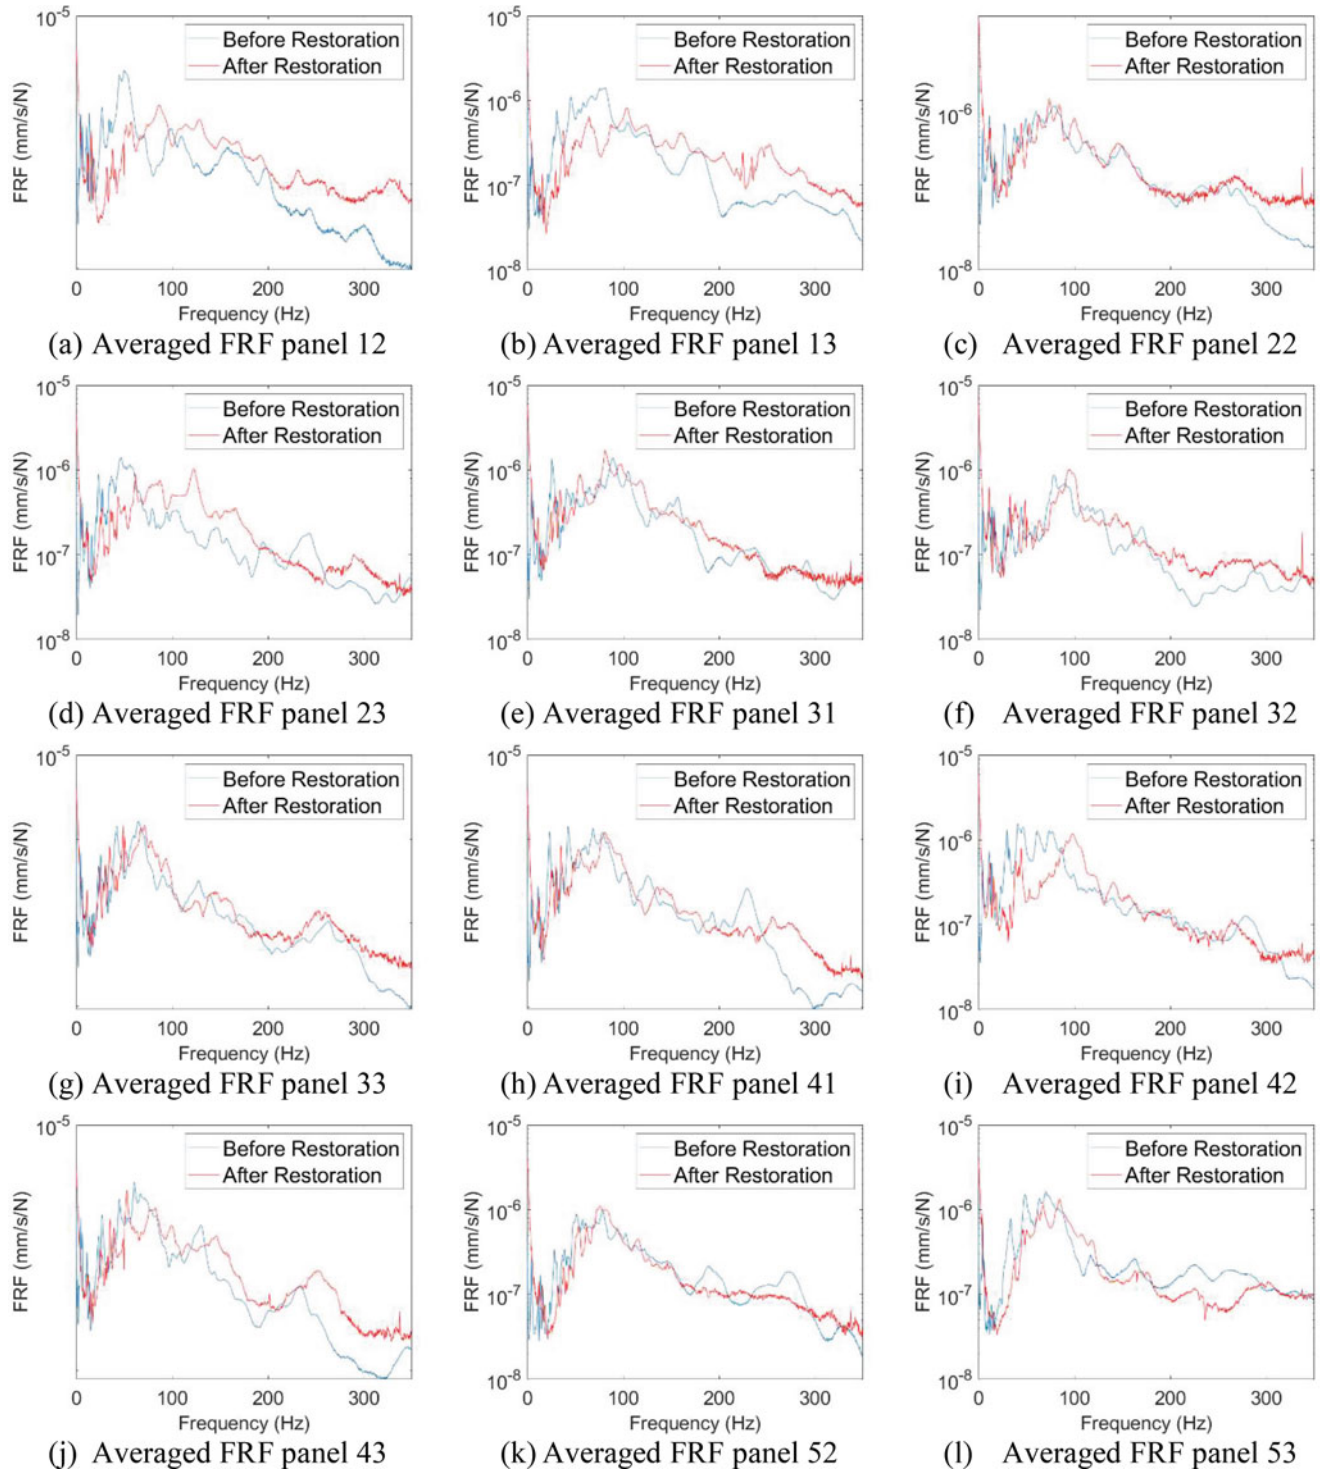 10-5
Before Restoration
After Restoration
FRF (mm/s/N)
0 100 200 300
Frequency (Hz)
(a) Averaged FRF panel 12
10-5
10-6
10-7
10-8
Before Restoration
After Restoration
FRF (mm/s/N)
0 100 200 300
Frequency (Hz)
(b) Averaged FRF panel 13
10-6
10-8
Before Restoration
After Restoration
FRF (mm/s/N)
0 100 200 300
Frequency (Hz)
(c) Averaged FRF panel 22
10-5
10-6
10-7
10-8
Before Restoration
After Restoration
FRF (mm/s/N)
0 100 200 300
Frequency (Hz)
(d) Averaged FRF panel 23
10-5
10-6
10-7
10-8
Before Restoration
After Restoration
FRF (mm/s/N)
0 100 200 300
Frequency (Hz)
(e) Averaged FRF panel 31
10-5
10-6
10-7
10-8
Before Restoration
After Restoration
FRF (mm/s/N)
0 100 200 300
Frequency (Hz)
(f) Averaged FRF panel 32
10-5
Before Restoration
After Restoration
FRF (mm/s/N)
0 100 200 300
Frequency (Hz)
(g) Averaged FRF panel 33
10-5
Before Restoration
After Restoration
FRF (mm/s/N)
0 100 200 300
Frequency (Hz)
(h) Averaged FRF panel 41
10-5
10-6
10-7
10-8
Before Restoration
After Restoration
FRF (mm/s/N)
0 100 200 300
Frequency (Hz)
(i) Averaged FRF panel 42
10-5
Before Restoration
After Restoration
FRF (mm/s/N)
0 100 200 300
Frequency (Hz)
(j) Averaged FRF panel 43
10-5
10-6
10-7
10-8
Before Restoration
After Restoration
FRF (mm/s/N)
0 100 200 300
Frequency (Hz)
(k) Averaged FRF panel 52
10-5
10-6
10-7
10-8
Before Restoration
After Restoration
FRF (mm/s/N)
0 100 200 300
Frequency (Hz)
(l) Averaged FRF panel 53